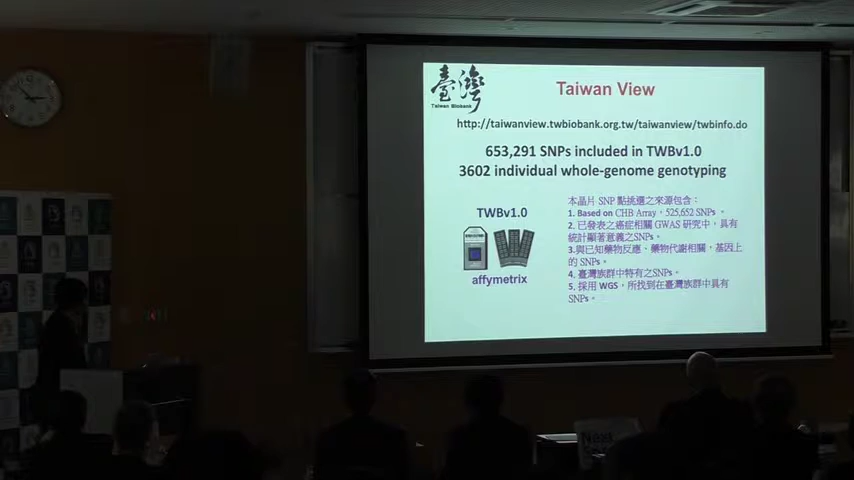 臺灣
Taiwan Biobank
Taiwan View
http://taiwanview.twbiobank.org.tw/taiwanview/twbinfo.do
653,291 SNPs included in TWBv1.0
3602 individual whole-genome genotyping
TWBv1.0
affymetrix
本晶片 SNP 點挑選之來源包含：
1. Based on CHB Array，525,652 SNPs 。
2. 已發表之癌症相關 GWAS 研究中，具有
統計顯著意義之SNPs。
3.與已知藥物反應、藥物代謝相關，基因上
的 SNPs。
4. 臺灣族群中特有之SNPs。
5. 採用 WGS，所找到在臺灣族群中具有
SNPs。